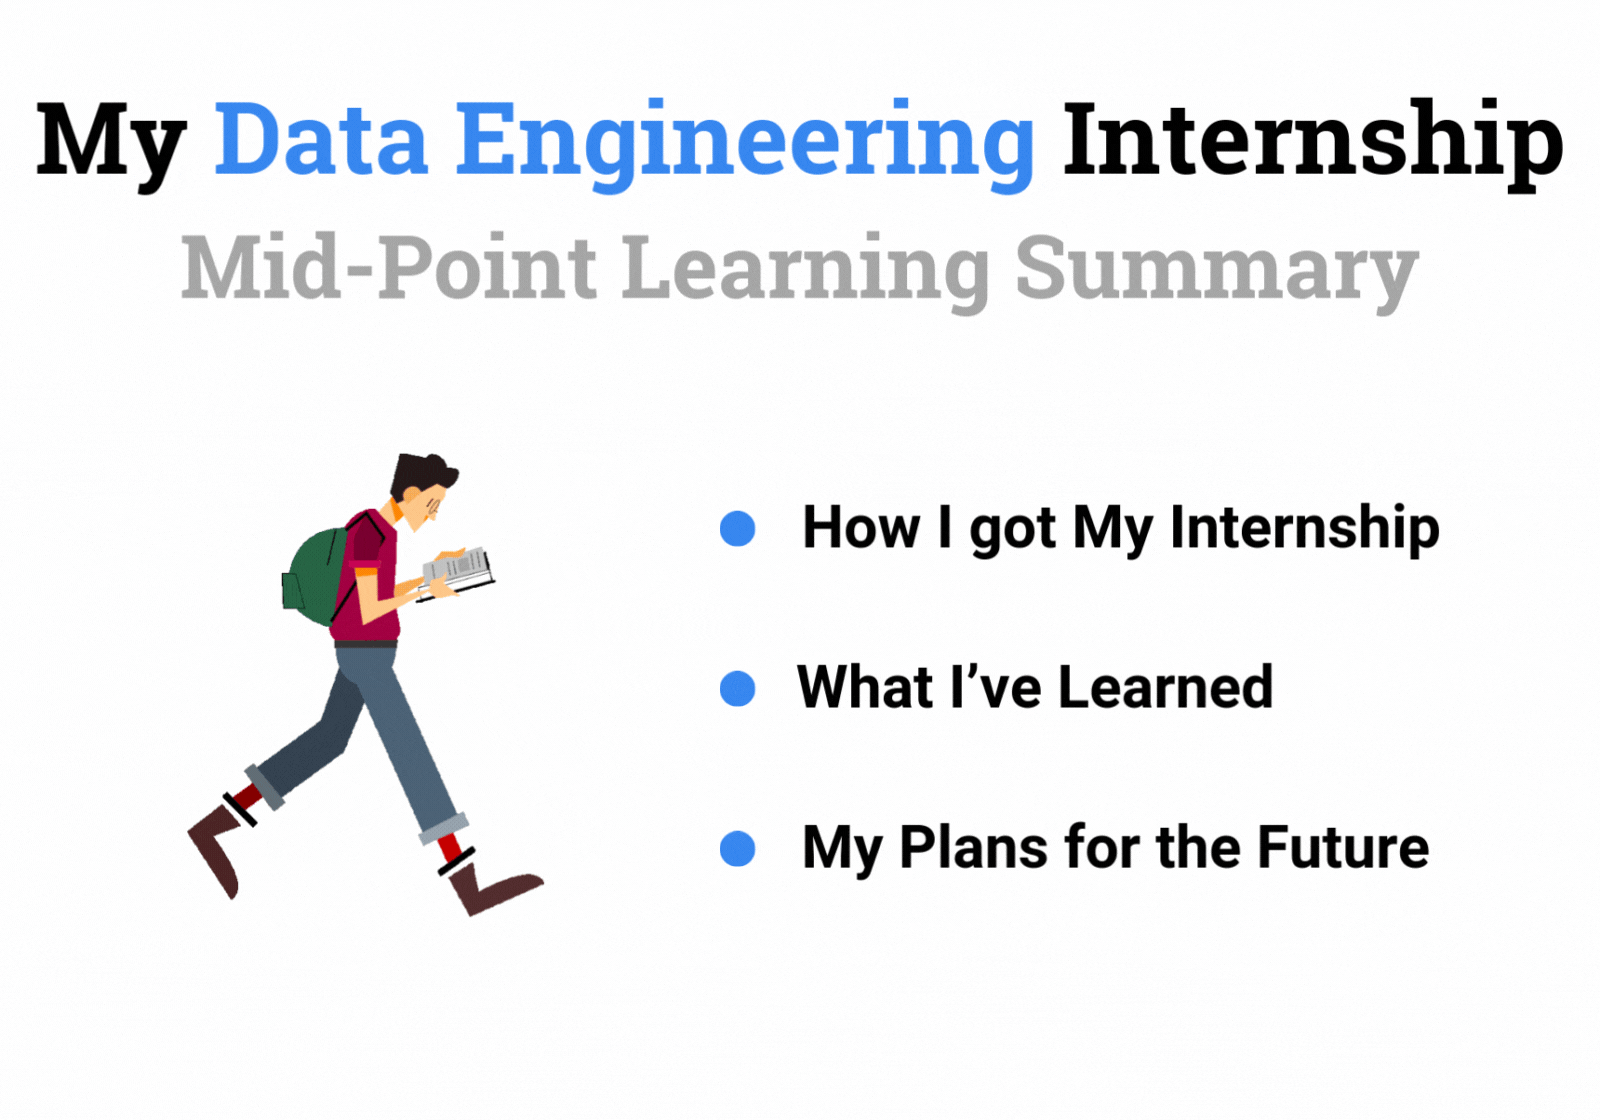 My Data Engineering Internship
Mid-Point Learning Summary
How I got My Internship
What I’ve Learned
My Plans for the Future